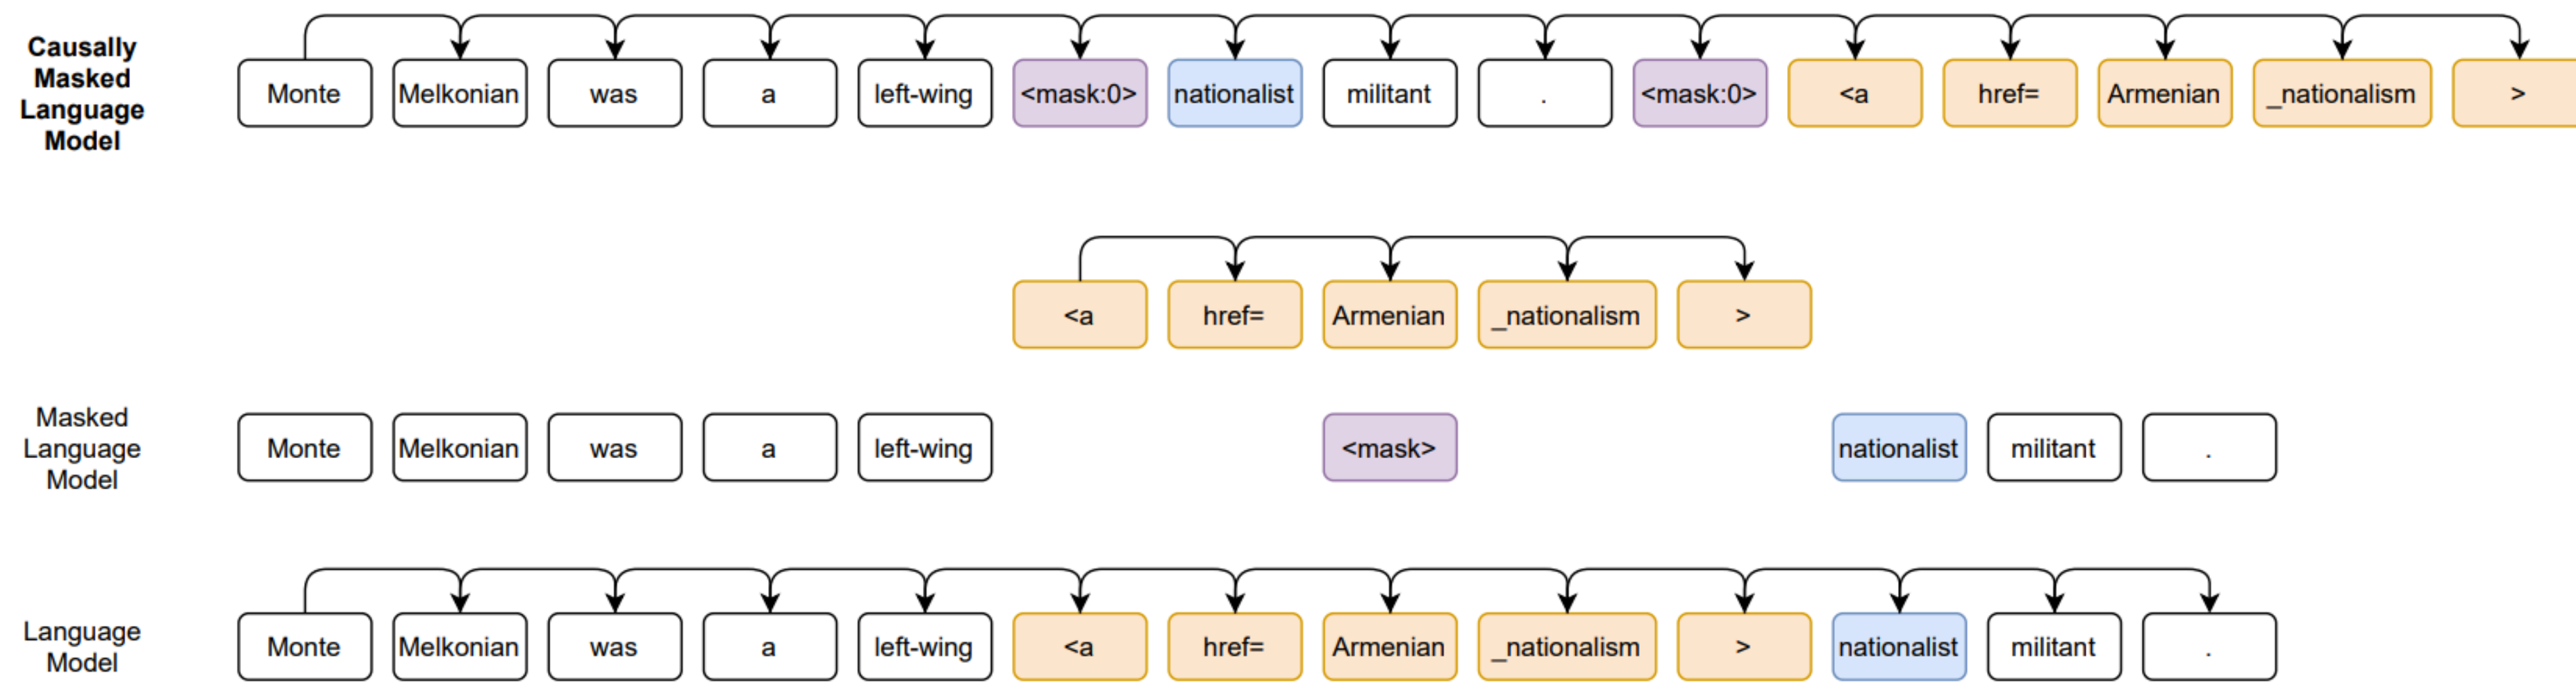 Causally
Masked
Language
Model
Monte Melkonian was a left-wing <mask:0> nationalist militant . <mask:0> <a href= Armenian _nationalism >
<a href= Armenian _nationalism >
Masked
Language
Model
Monte Melkonian was a left-wing <mask> nationalist militant .
Language
Model
Monte Melkonian was a left-wing <a href= Armenian _nationalism > nationalist militant .